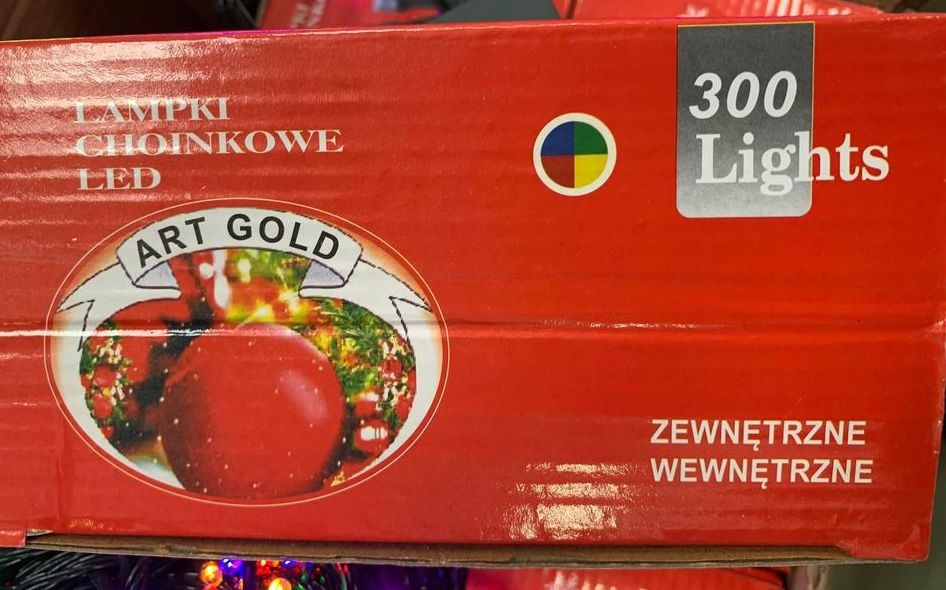 LAMPKI
CHOINKOWE
LED
300
Lights
ART GOLD
ZEWNĘTRZNE
WEWNĘTRZNE